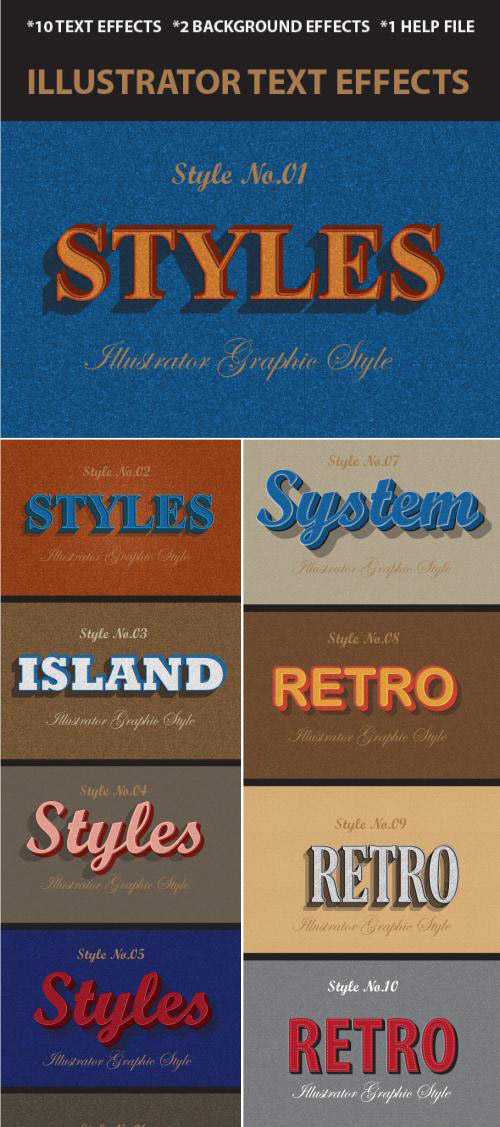 *10 TEXT EFFECTS *2 BACKGROUND EFFECTS *1 HELP FILE
ILLUSTRATOR TEXT EFFECTS
Style No.01
STYLES
Illustrator Graphic Style
Style No.02
STYLES
Illustrator Graphic Style
Style No.03
ISLAND
Illustrator Graphic Style
Style No.04
Styles
Illustrator Graphic Style
Style No.05
Styles
Illustrator Graphic Style
Style No.07
System
Illustrator Graphic Style
Style No.08
RETRO
Illustrator Graphic Style
Style No.09
RETRO
Illustrator Graphic Style
Style No.10
RETRO
Illustrator Graphic Style